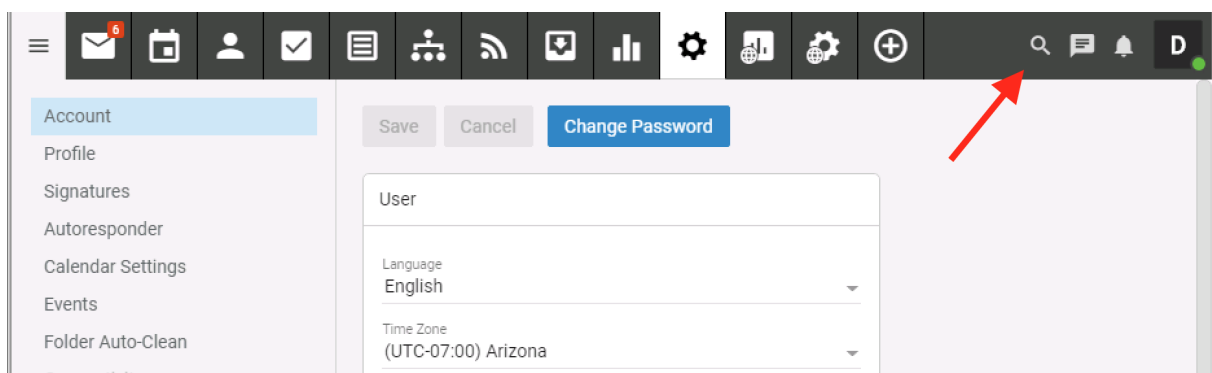 6
D
Account
Save Cancel Change Password
Profile
Signatures
User
Autoresponder
Calendar Settings
Language
English
Events
Time Zone
Folder Auto-Clean
(UTC-07:00) Arizona